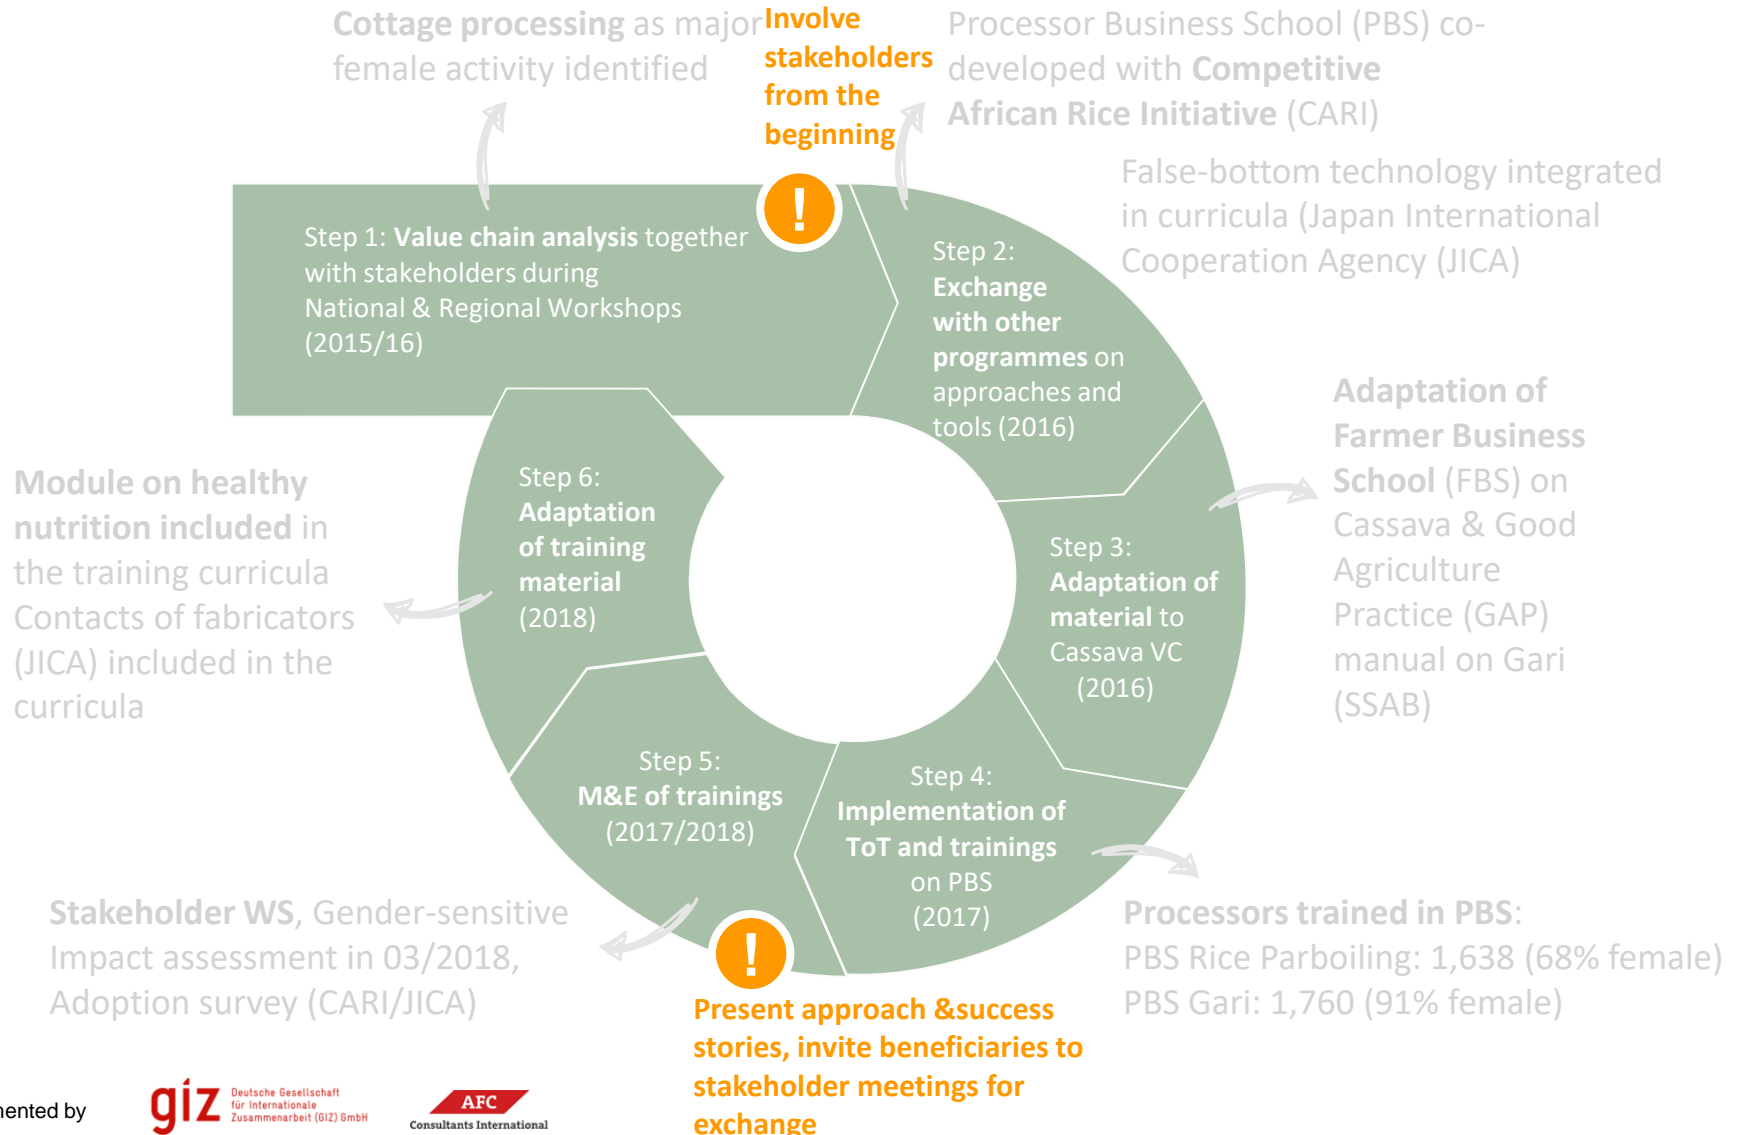 Cottage processing as major
female activity identified
Involve
stakeholders
from the
beginning
Processor Business School (PBS) co-
developed with Competitive
African Rice Initiative (CARI)
False-bottom technology integrated
in curricula (Japan International
Cooperation Agency (JICA)
!
Step 1: Value chain analysis together
with stakeholders during
National & Regional Workshops
(2015/16)
Step 2:
Exchange
with other
programmes on
approaches and
tools (2016)
Adaptation of
Farmer Business
School (FBS) on
Cassava & Good
Agriculture
Practice (GAP)
manual on Gari
(SSAB)
Step 3:
Adaptation of
material to
Cassava VC
(2016)
Step 6:
Adaptation
of training
material
(2018)
Module on healthy
nutrition included in
the training curricula
Contacts of fabricators
(JICA) included in the
curricula
Step 5:
M&E of trainings
(2017/2018)
Step 4:
Implementation of
ToT and trainings
on PBS
(2017)
Stakeholder WS, Gender-sensitive
Impact assessment in 03/2018,
Adoption survey (CARI/JICA)
!
Present approach &success
stories, invite beneficiaries to
stakeholder meetings for
exchange
Processors trained in PBS:
PBS Rice Parboiling: 1,638 (68% female)
PBS Gari: 1,760 (91% female)
by
giz
Deutsche Gesellschaft
für Internationale
Zusammenarbeit (GIZ) GmbH
AFC
Consultants International